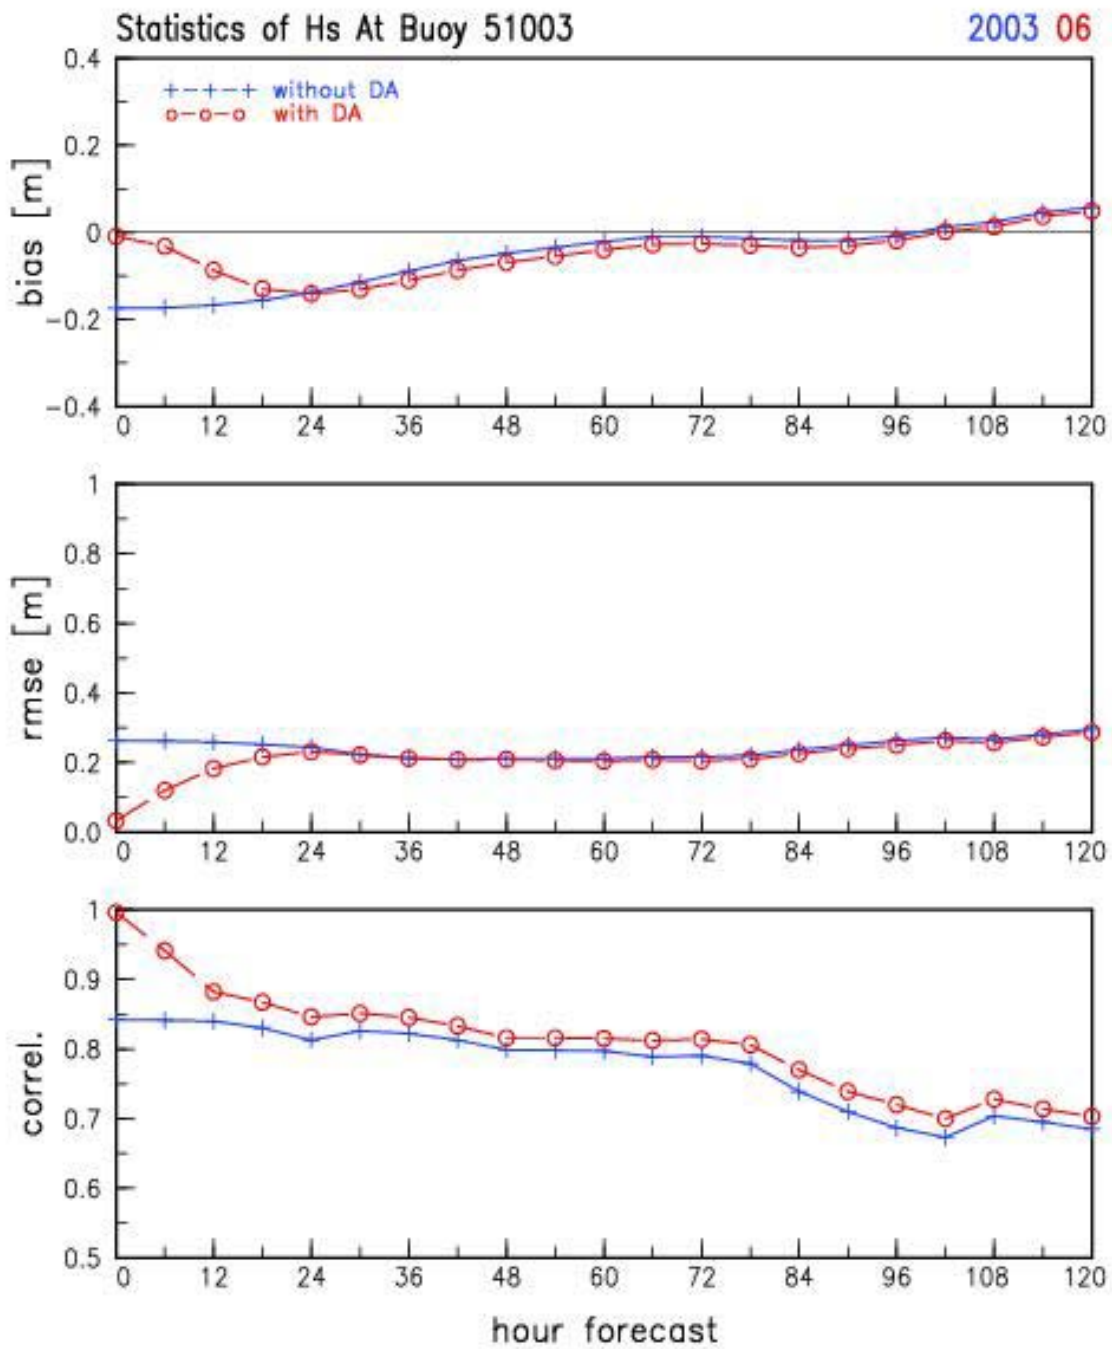 Statistics of Hs At Buoy 51003 2003 06
0.4
+--+--+ without DA
o-o-o with DA
0.2
0
-0.2
-0.4
bias [m]
0 12 24 36 48 60 72 84 96 108 120
1
0.8
0.6
0.4
0.2
0.0
rmse [m]
0 12 24 36 48 60 72 84 96 108 120
1
0.9
0.8
0.7
0.6
0.5
correl.
0 12 24 36 48 60 72 84 96 108 120
hour forecast